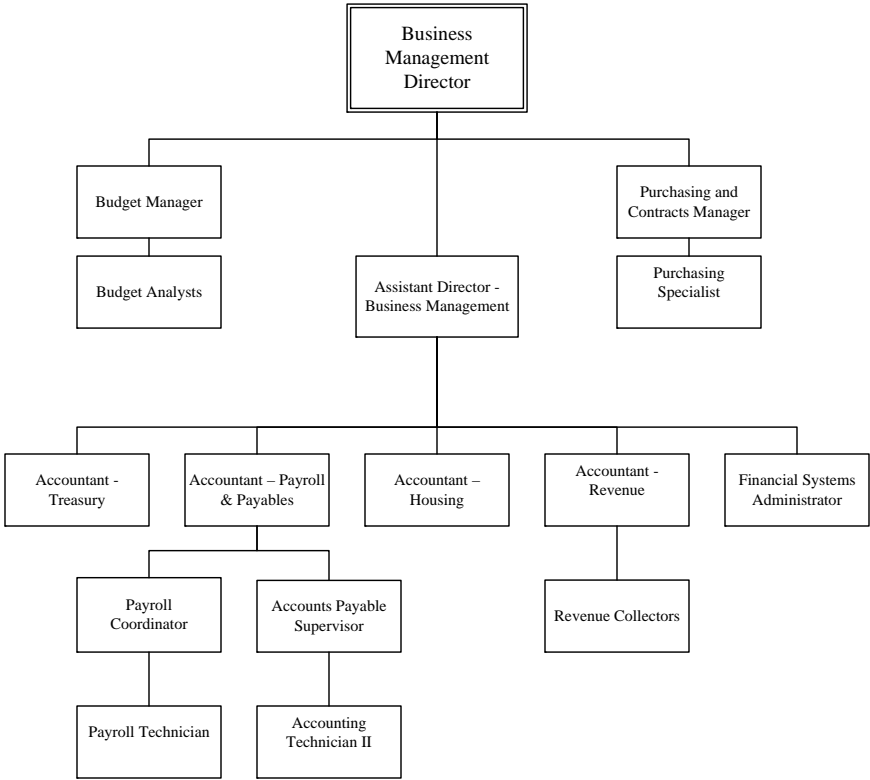 Business
Management
Director
Budget Manager
Purchasing and
Contracts Manager
Budget Analysts
Assistant Director -
Business Management
Purchasing
Specialist
Accountant -
Treasury
Accountant – Payroll
& Payables
Accountant –
Housing
Accountant -
Revenue
Financial Systems
Administrator
Payroll
Coordinator
Accounts Payable
Supervisor
Revenue Collectors
Payroll Technician
Accounting
Technician II